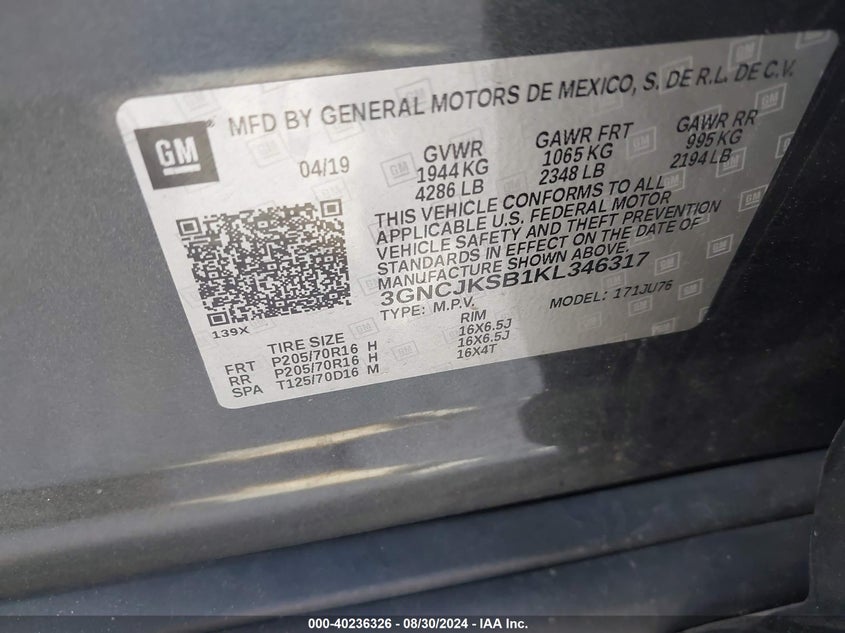 GM
MFD BY GENERAL MOTORS DE MEXICO, S. DE R.L. DE C.V.
04/19
GVWR
1944 KG
4286 LB
GAWR FRT
1065 KG
2348 LB
GAWR RR
995 KG
2194 LB
THIS VEHICLE CONFORMS TO ALL
APPLICABLE U.S. FEDERAL MOTOR
VEHICLE SAFETY AND THEFT PREVENTION
STANDARDS IN EFFECT ON THE DATE OF
MANUFACTURE SHOWN ABOVE.
3GNCJKSB1KL346317
TYPE: M.P.V. MODEL: 171JU76
139X
TIRE SIZE RIM
FRT P205/70R16 H 16X6.5J
RR P205/70R16 H 16X6.5J
SPA T125/70D16 M 16X4T
000-40236326 - 08/30/2024 - IAA Inc.